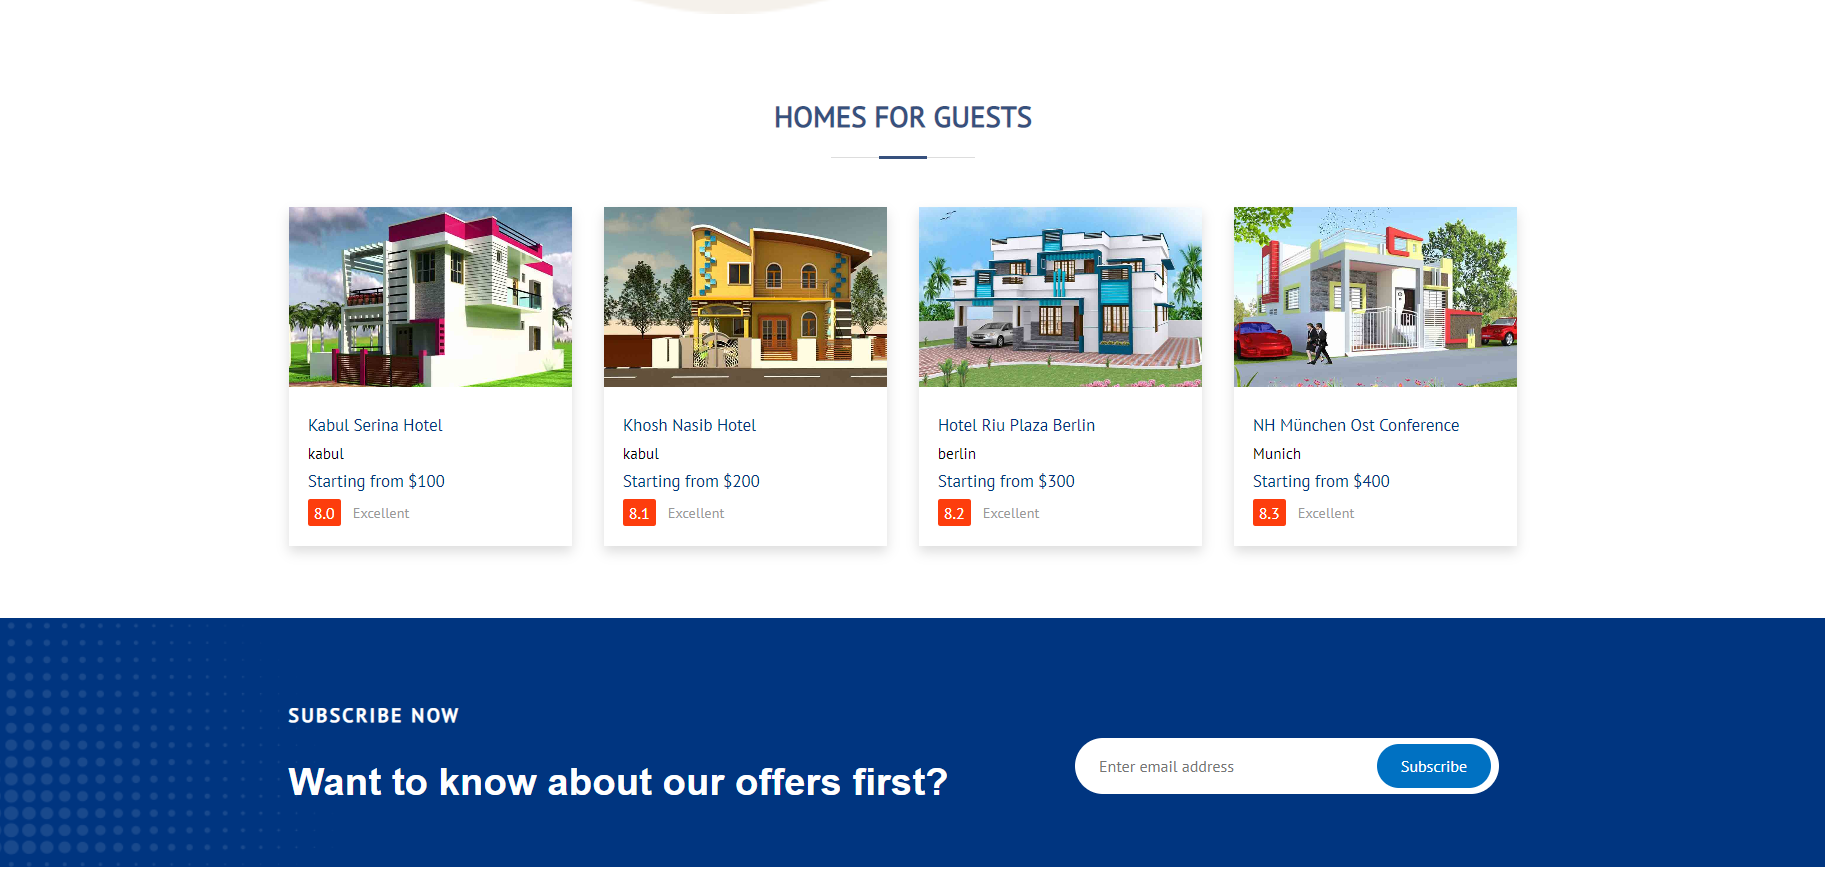 HOMES FOR GUESTS
Kabul Serina Hotel
kabul
Starting from $100
8.0 Excellent
Khosh Nasib Hotel
kabul
Starting from $200
8.1 Excellent
Hotel Riu Plaza Berlin
berlin
Starting from $300
8.2 Excellent
NH München Ost Conference
Munich
Starting from $400
8.3 Excellent
SUBSCRIBE NOW
Want to know about our offers first?
Enter email address
Subscribe